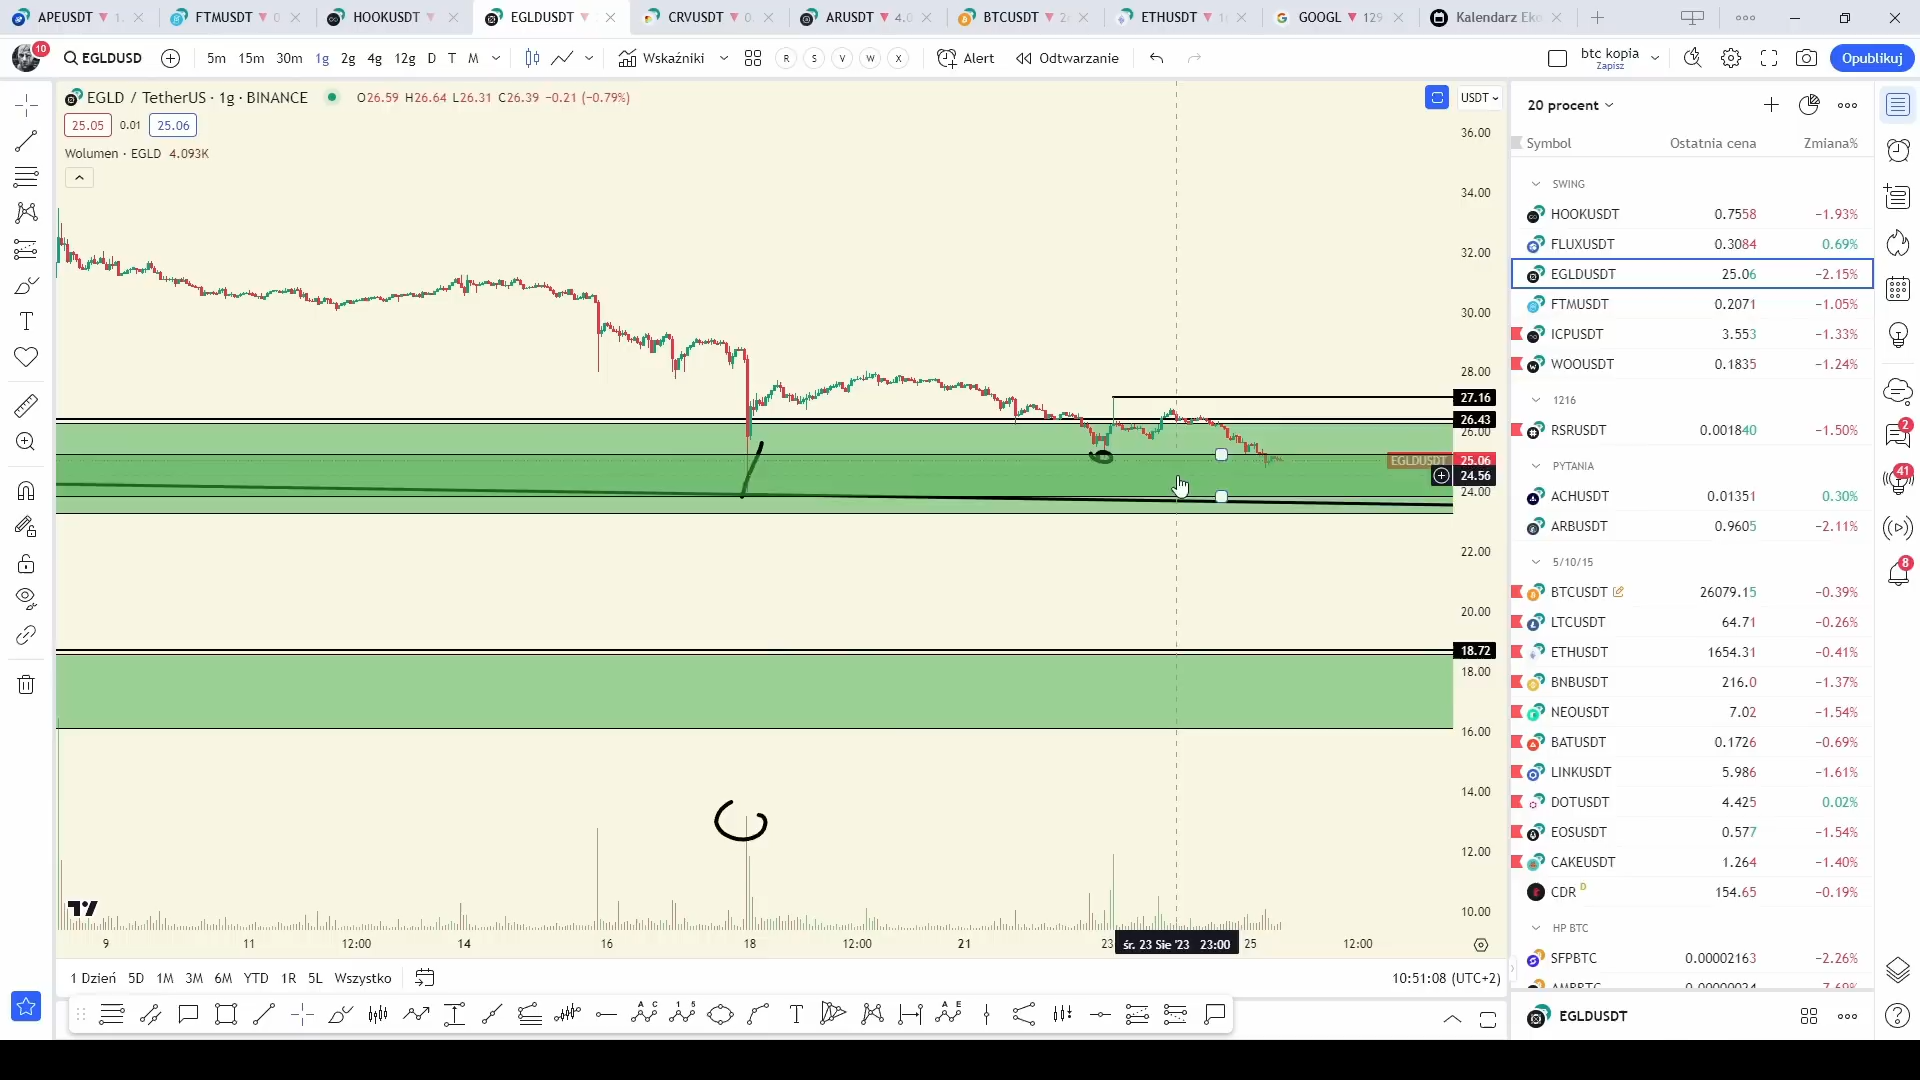 APEUSDT ▼ 1.
FTMUSDT ▼ 0
HOOKUSDT ▼
EGLDUSDT ▼
CRVUSDT ▼ 0.
ARUSDT ▼ 4.0
BTCUSDT ▼ 2
ETHUSDT ▼ 1
GOOGL ▼ 129
Kalendarz Eko
10
EGLDUSD
5m 15m 30m 1g 2g 4g 12g D T M
Wskaźniki
R S V W X
Alert
Odtwarzanie
btc kopia
Zapisz
Opublikuj
EGLD / TetherUS · 1g · BINANCE
O26.59 H26.64 L26.31 C26.39 −0.21 (−0.79%)
USDT
25.05 0.01 25.06
Wolumen · EGLD 4.093K
36.00
34.00
32.00
30.00
28.00
27.16
26.43
26.00
EGLDUSDT 25.06
24.56
24.00
22.00
20.00
18.72
18.00
16.00
14.00
12.00
10.00
9 11 12:00 14 16 18 12:00 21 23 śr. 23 Sie '23 23:00 25 12:00
1 Dzień 5D 1M 3M 6M YTD 1R 5L Wszystko
10:51:08 (UTC+2)
20 procent
Symbol Ostatnia cena Zmiana%
SWING
HOOKUSDT 0.7558 −1.93%
FLUXUSDT 0.3084 0.69%
EGLDUSDT 25.06 −2.15%
FTMUSDT 0.2071 −1.05%
ICPUSDT 3.553 −1.33%
WOOUSDT 0.1835 −1.24%
1216
RSRUSDT 0.001840 −1.50%
PYTANIA
ACHUSDT 0.01351 0.30%
ARBUSDT 0.9605 −2.11%
5/10/15
BTCUSDT 26079.15 −0.39%
LTCUSDT 64.71 −0.26%
ETHUSDT 1654.31 −0.41%
BNBUSDT 216.0 −1.37%
NEOUSDT 7.02 −1.54%
BATUSDT 0.1726 −0.69%
LINKUSDT 5.986 −1.61%
DOTUSDT 4.425 0.02%
EOSUSDT 0.577 −1.54%
CAKEUSDT 1.264 −1.40%
CDR D 154.65 −0.19%
HP BTC
SFPBTC 0.00002163 −2.26%
EGLDUSDT
2
41
8